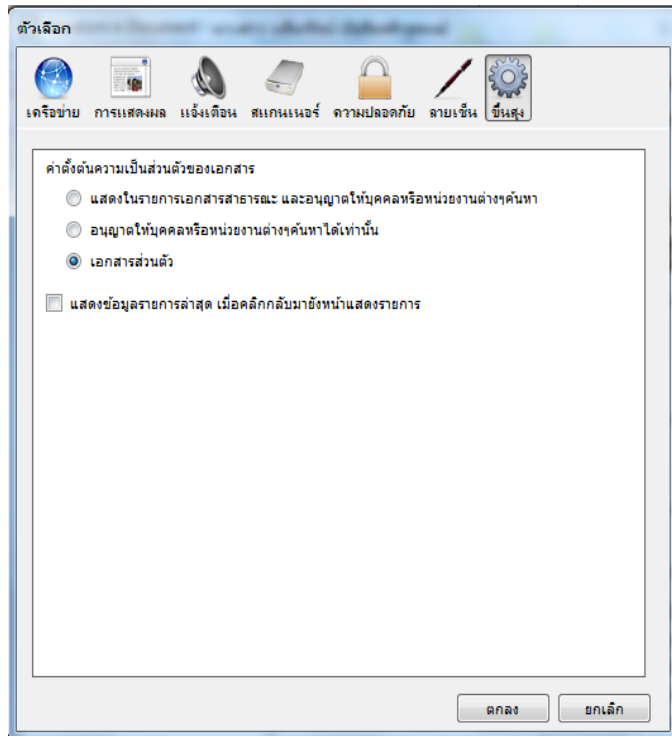 ตัวเลือก
เครือข่าย การแสดงผล แจ้งเตือน สแกนเนอร์ ความปลอดภัย ลายเซ็น ขั้นสูง
ค่าตั้งต้นความเป็นส่วนตัวของเอกสาร
แสดงในรายการเอกสารสาธารณะ และอนุญาตให้บุคคลหรือหน่วยงานต่างๆค้นหา
อนุญาตให้บุคคลหรือหน่วยงานต่างๆค้นหาได้เท่านั้น
เอกสารส่วนตัว
แสดงข้อมูลรายการล่าสุด เมื่อคลิกกลับมายังหน้าแสดงรายการ
ตกลง ยกเลิก